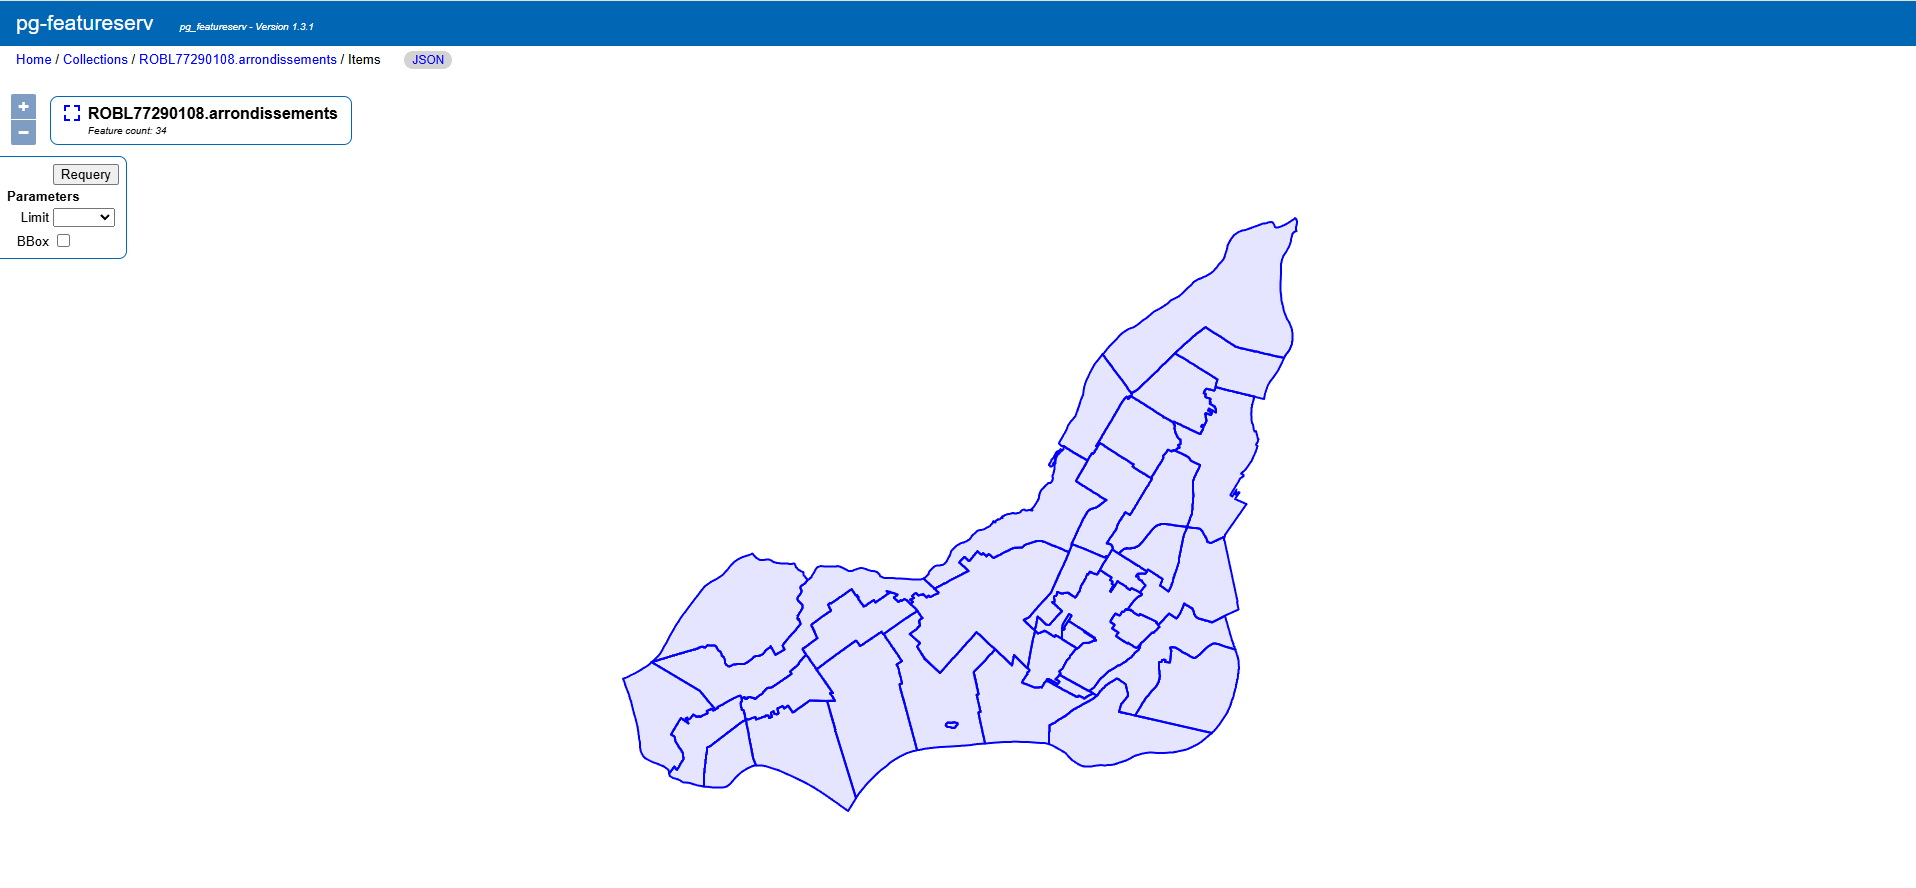 pg-featureserv pg_featureserv - Version 1.3.1
Home / Collections / ROBL77290108.arrondissements / Items JSON
+
−
ROBL77290108.arrondissements
Feature count: 34
Requery
Parameters
Limit
BBox